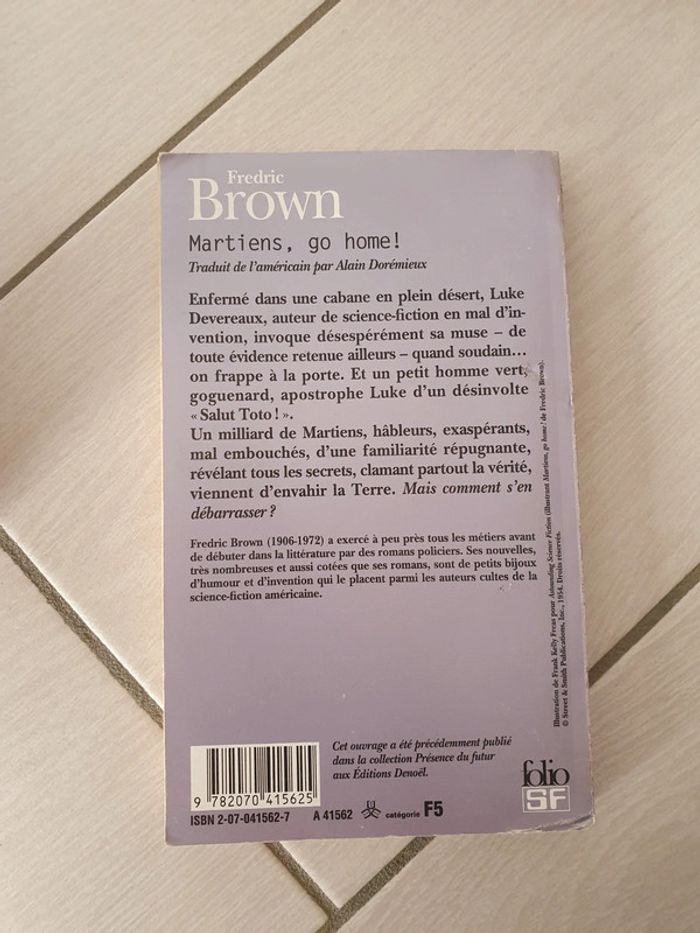 Fredric
Brown
Martiens, go home!
Traduit de l'américain par Alain Dorémieux
Enfermé dans une cabane en plein désert, Luke
Devereaux, auteur de science-fiction en mal d'in-
vention, invoque désespérément sa muse – de
toute évidence retenue ailleurs – quand soudain…
on frappe à la porte. Et un petit homme vert,
goguenard, apostrophe Luke d'un désinvolte
« Salut Toto ! ».
Un milliard de Martiens, hâbleurs, exaspérants,
mal embouchés, d'une familiarité répugnante,
révélant tous les secrets, clamant partout la vérité,
viennent d'envahir la Terre. Mais comment s'en
débarrasser ?
Fredric Brown (1906-1972) a exercé à peu près tous les métiers avant
de débuter dans la littérature par des romans policiers. Ses nouvelles,
très nombreuses et aussi cotées que ses romans, sont de petits bijoux
d'humour et d'invention qui le placent parmi les auteurs cultes de la
science-fiction américaine.
Illustration de Frank Kelly Freas pour Astounding Science Fiction (illustrant Martiens, go home! de Fredric Brown).
© Street & Smith Publications, Inc., 1954. Droits réservés.
Cet ouvrage a été précédemment publié
dans la collection Présence du futur
aux Éditions Denoël.
9 782070 415625
ISBN 2-07-041562-7 A 41562 catégorie F5
folio
SF